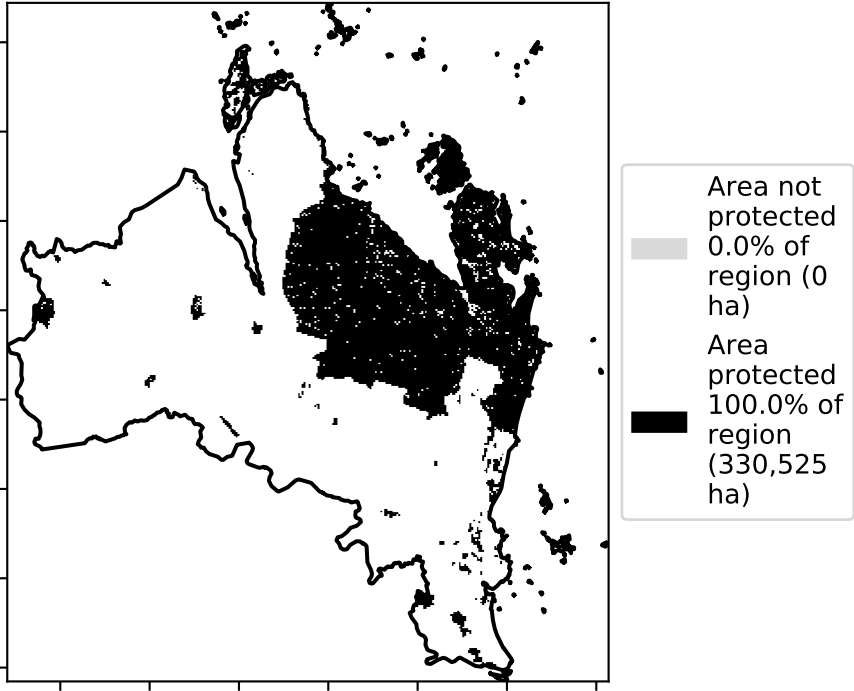 Area not
protected
0.0% of
region (0
ha)
Area
protected
100.0% of
region
(330,525
ha)